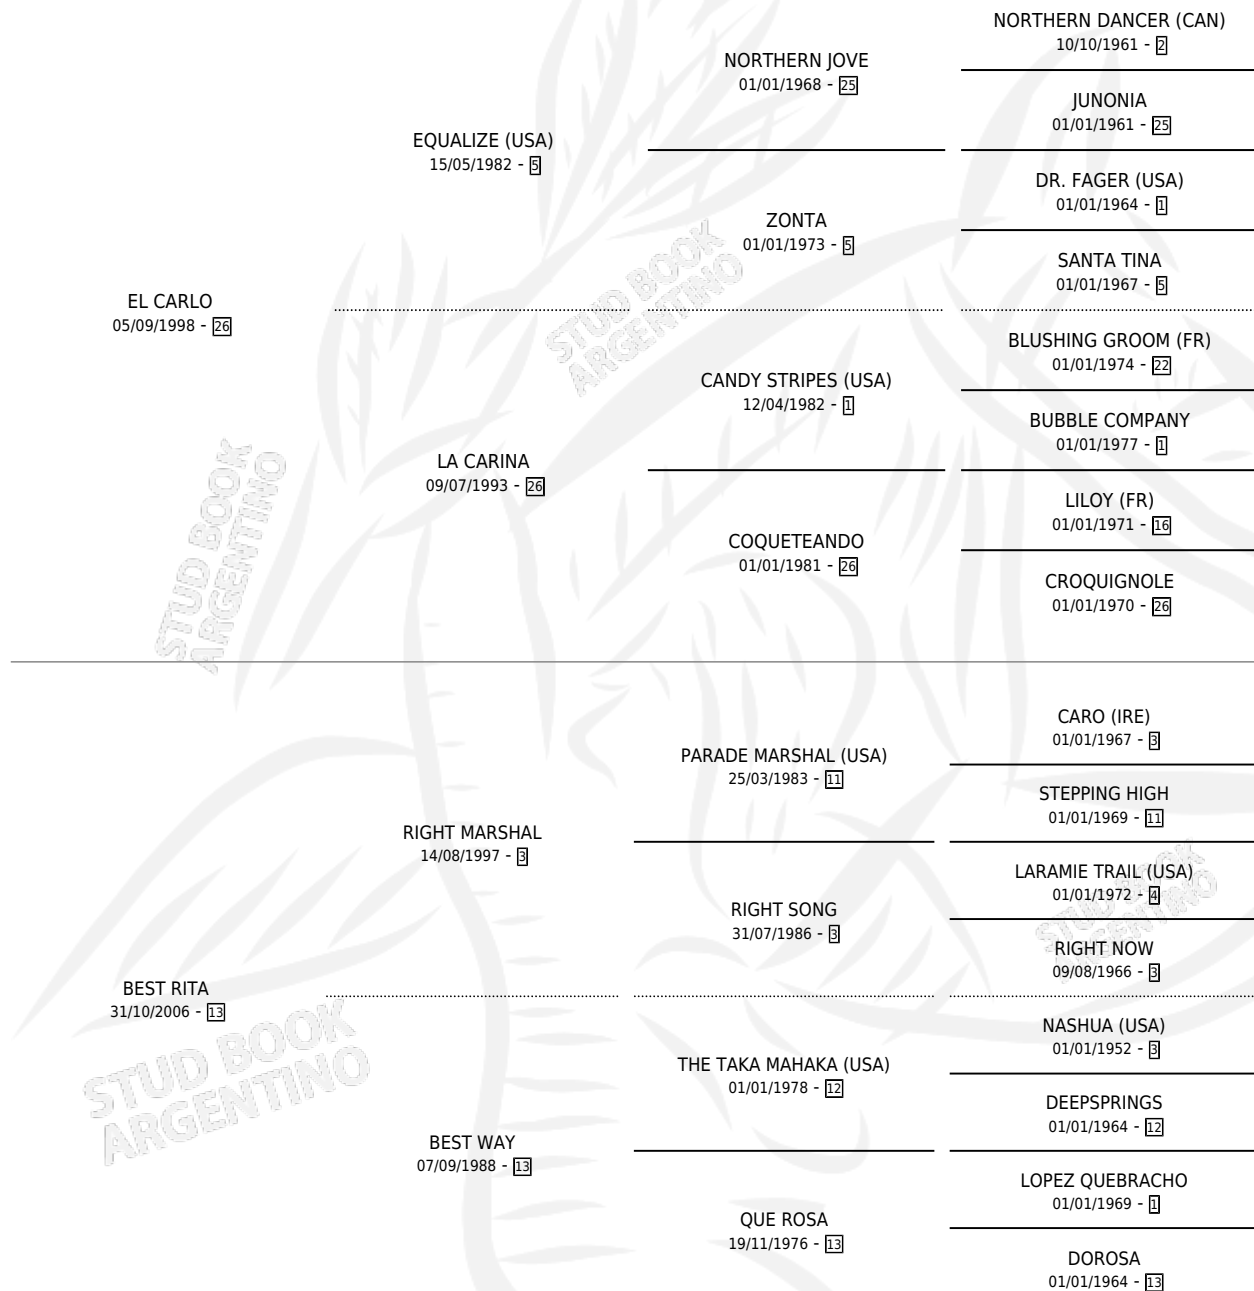 NORTHERN DANCER (CAN)
10/10/1961 - 2
NORTHERN JOVE
01/01/1968 - 25
JUNONIA
01/01/1961 - 25
EQUALIZE (USA)
15/05/1982 - 5
DR. FAGER (USA)
01/01/1964 - 1
ZONTA
01/01/1973 - 5
SANTA TINA
01/01/1967 - 5
EL CARLO
05/09/1998 - 26
BLUSHING GROOM (FR)
01/01/1974 - 22
CANDY STRIPES (USA)
12/04/1982 - 1
BUBBLE COMPANY
01/01/1977 - 1
LA CARINA
09/07/1993 - 26
LILOY (FR)
01/01/1971 - 16
COQUETEANDO
01/01/1981 - 26
CROQUIGNOLE
01/01/1970 - 26
CARO (IRE)
01/01/1967 - 3
PARADE MARSHAL (USA)
25/03/1983 - 11
STEPPING HIGH
01/01/1969 - 11
RIGHT MARSHAL
14/08/1997 - 3
LARAMIE TRAIL (USA)
01/01/1972 - 4
RIGHT SONG
31/07/1986 - 3
RIGHT NOW
09/08/1966 - 3
BEST RITA
31/10/2006 - 13
NASHUA (USA)
01/01/1952 - 3
THE TAKA MAHAKA (USA)
01/01/1978 - 12
DEEPSPRINGS
01/01/1964 - 12
BEST WAY
07/09/1988 - 13
LOPEZ QUEBRACHO
01/01/1969 - 1
QUE ROSA
19/11/1976 - 13
DOROSA
01/01/1964 - 13
STUD BOOK
ARGENTINO
STUD BOOK
ARGENTINO
STUD BOOK
ARGENTINO
STUD BOOK
ARGENTINO